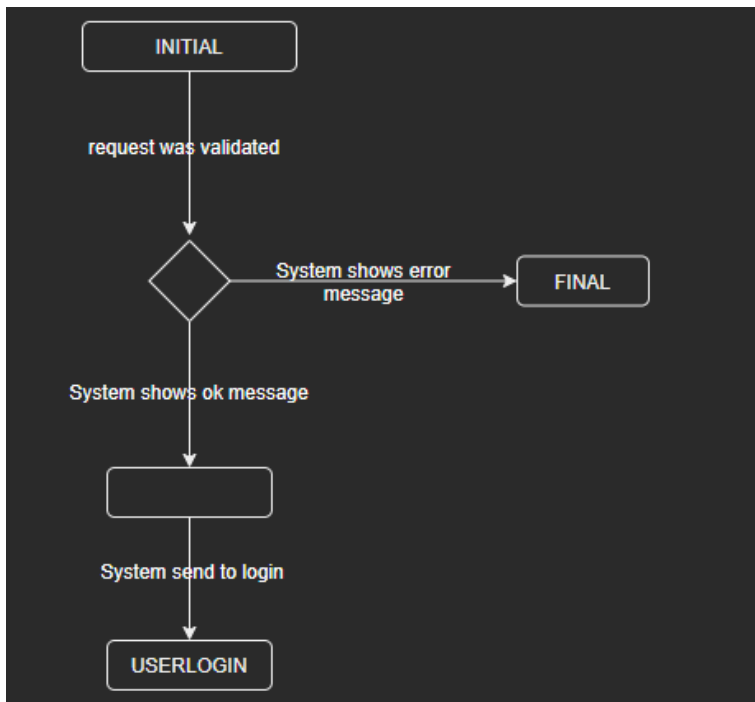 INITIAL
request was validated
System shows error
message
FINAL
System shows ok message
System send to login
USERLOGIN